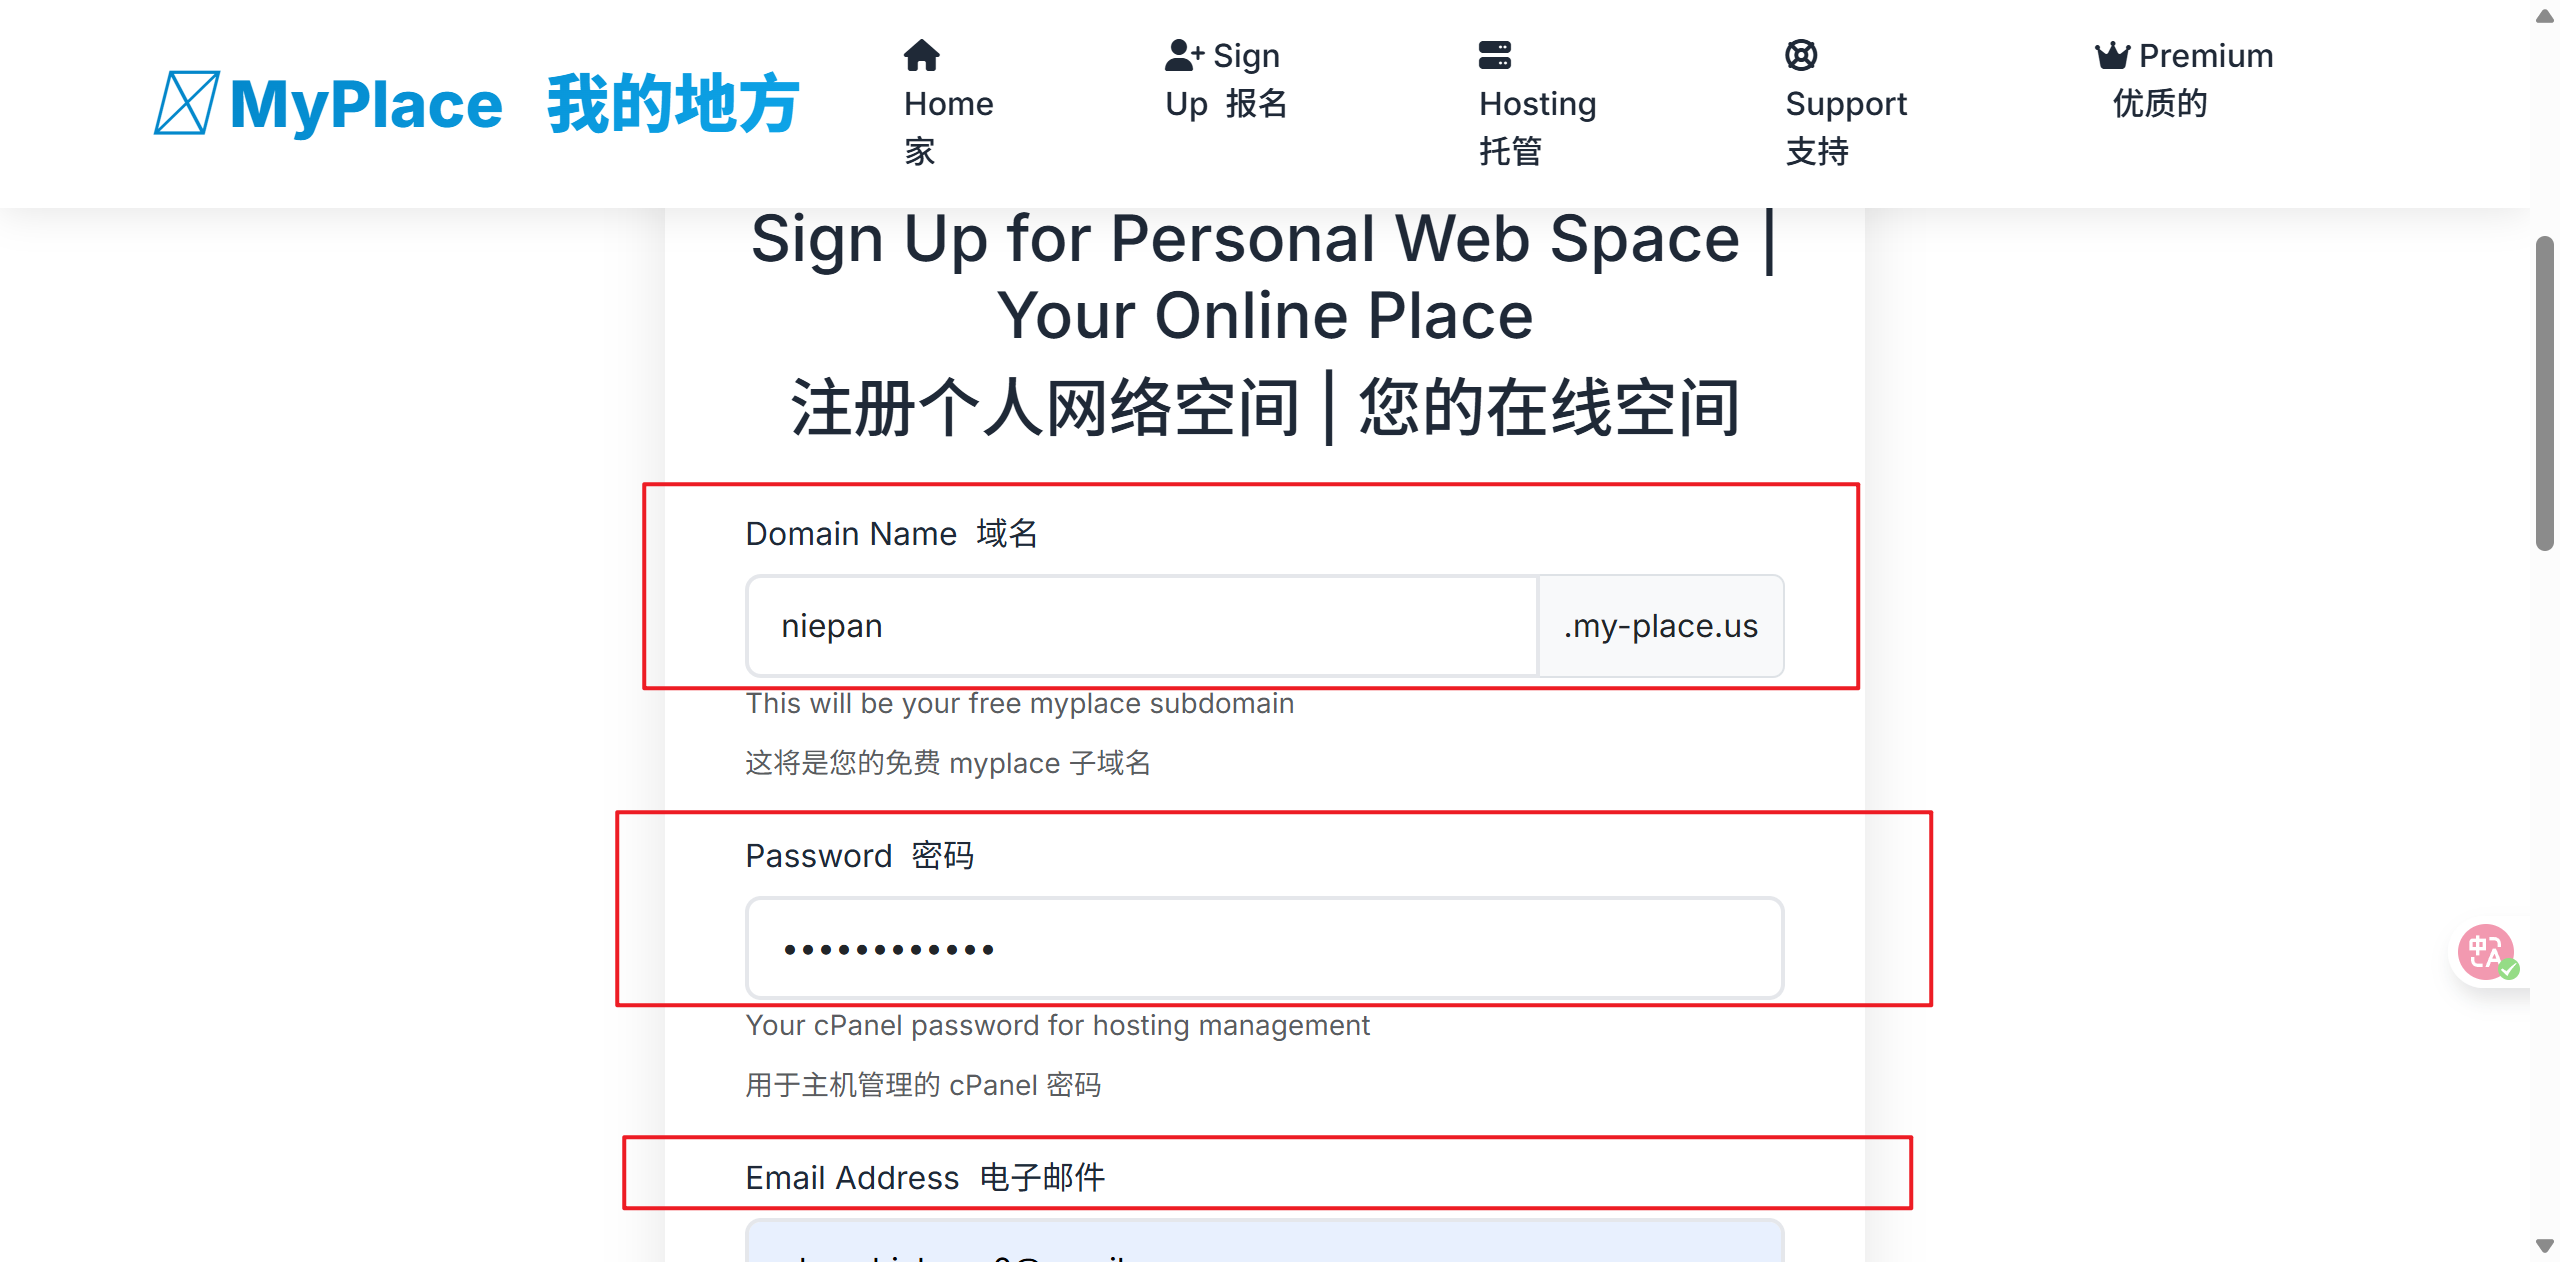 MyPlace 我的地方
Home
家
Sign
Up 报名
Hosting
托管
Support
支持
Premium
优质的
Sign Up for Personal Web Space |
Your Online Place
注册个人网络空间 | 您的在线空间
Domain Name 域名
niepan .my-place.us
This will be your free myplace subdomain
这将是您的免费 myplace 子域名
Password 密码
••••••••••••
Your cPanel password for hosting management
用于主机管理的 cPanel 密码
Email Address 电子邮件